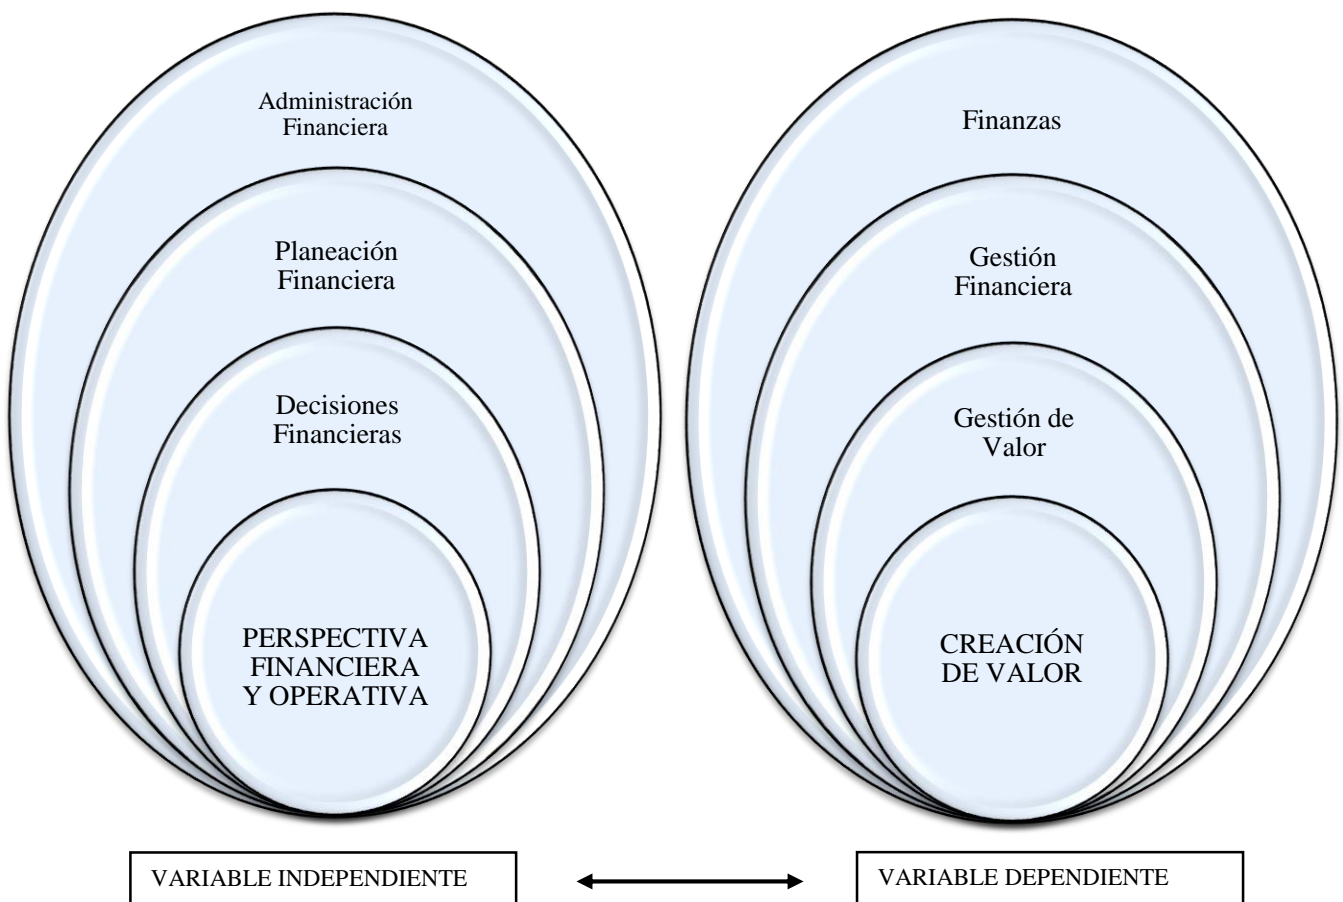 Administración
Financiera
Planeación
Financiera
Decisiones
Financieras
PERSPECTIVA
FINANCIERA
Y OPERATIVA
Finanzas
Gestión
Financiera
Gestión de
Valor
CREACIÓN
DE VALOR
VARIABLE INDEPENDIENTE
VARIABLE DEPENDIENTE